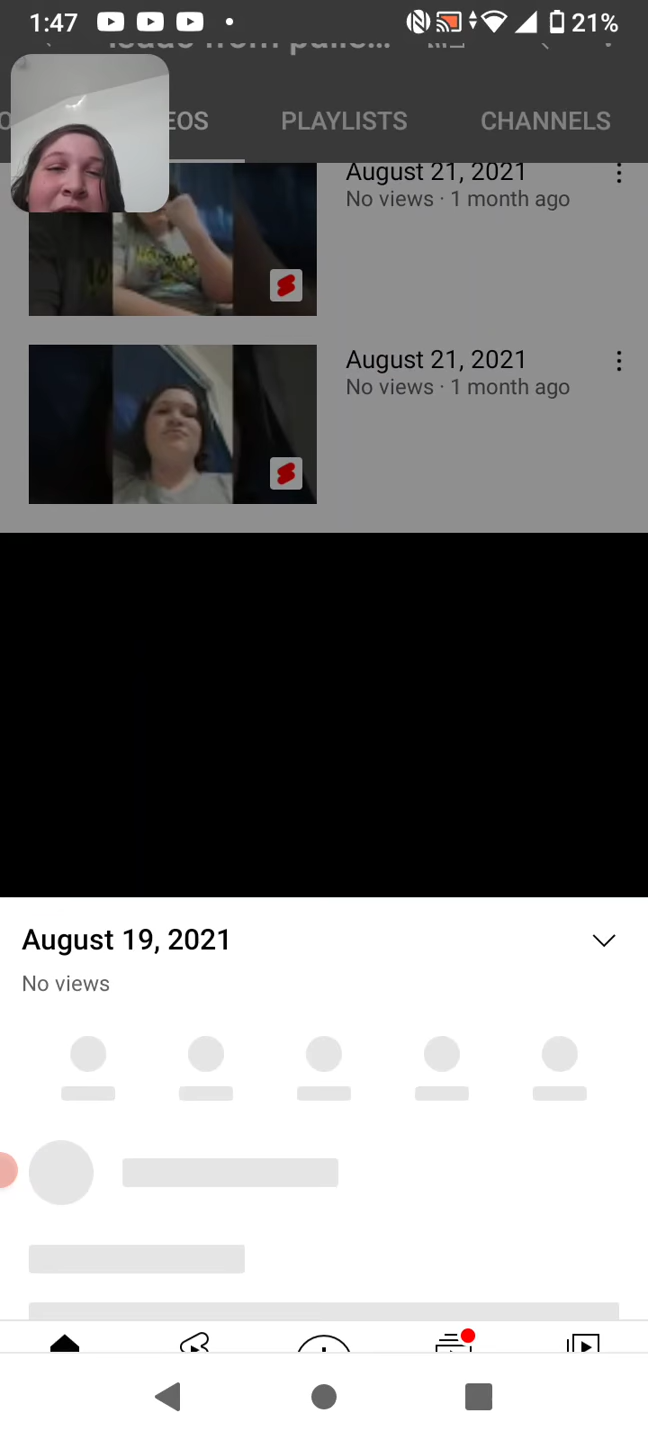 1:47
21%
EOS
PLAYLISTS
CHANNELS
August 21, 2021
No views · 1 month ago
August 21, 2021
No views · 1 month ago
August 19, 2021
No views